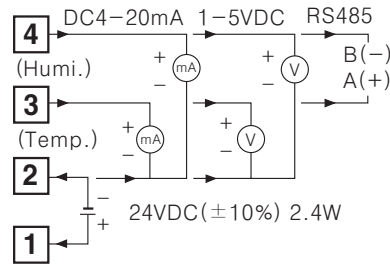 DC4-20mA 1-5VDC RS485
4
(Humi.)
+ mA − + V − B(−)
A(+)
3
(Temp.)
+ mA − + V −
2
− +
24VDC(±10%) 2.4W
1